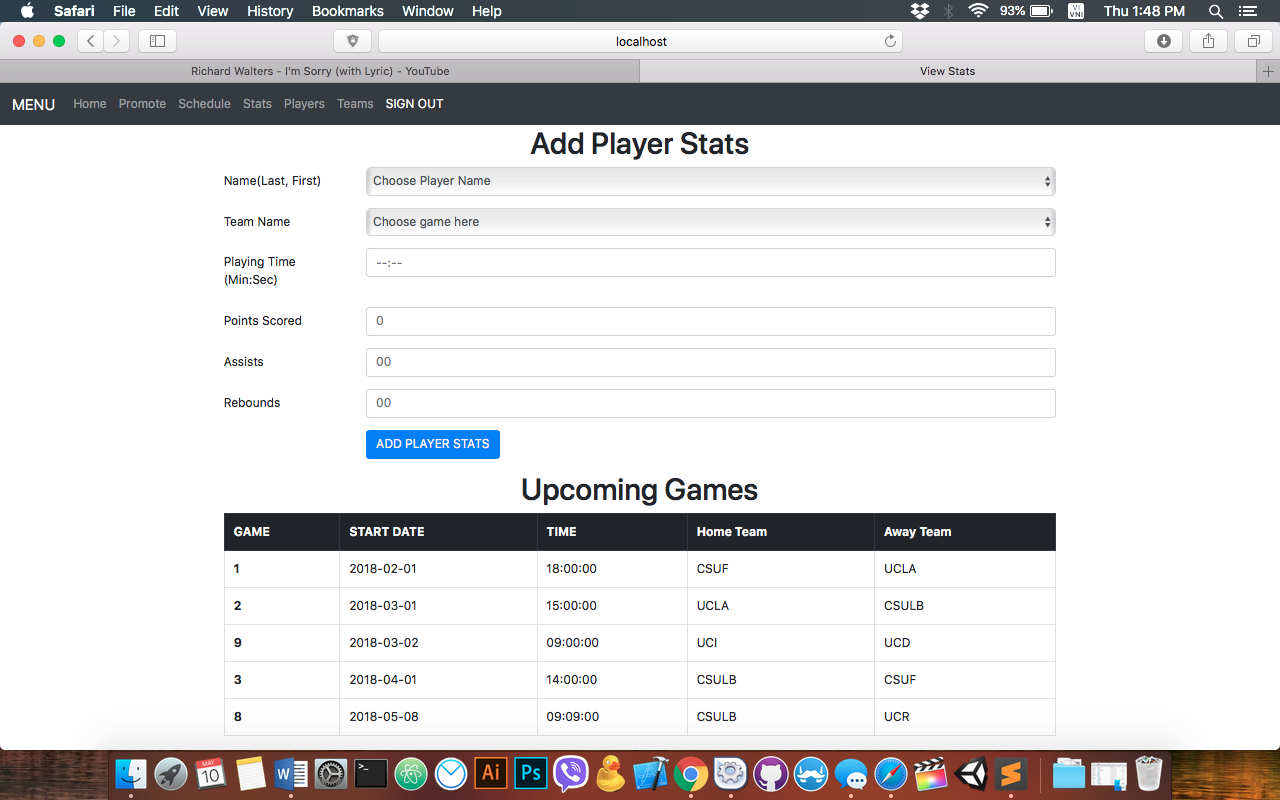 Safari File Edit View History Bookmarks Window Help 93% VI VNI Thu 1:48 PM
localhost
Richard Walters - I'm Sorry (with Lyric) - YouTube View Stats
MENU Home Promote Schedule Stats Players Teams SIGN OUT
Add Player Stats
Name(Last, First) Choose Player Name
Team Name Choose game here
Playing Time --:--
(Min:Sec)
Points Scored 0
Assists 00
Rebounds 00
ADD PLAYER STATS
Upcoming Games
GAME START DATE TIME Home Team Away Team
1 2018-02-01 18:00:00 CSUF UCLA
2 2018-03-01 15:00:00 UCLA CSULB
9 2018-03-02 09:00:00 UCI UCD
3 2018-04-01 14:00:00 CSULB CSUF
8 2018-05-08 09:09:00 CSULB UCR
MAY
10
W
>_
Ai
Ps